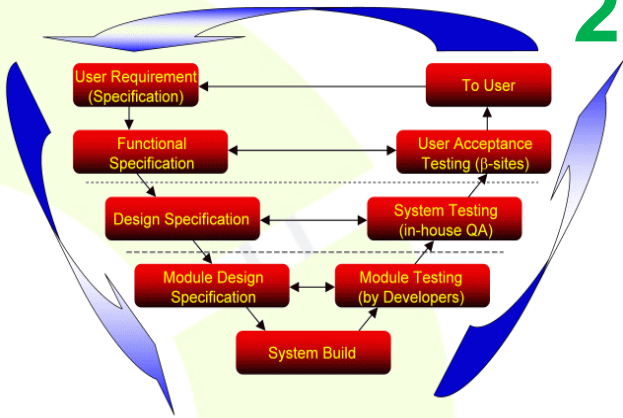 2
User Requirement
(Specification)
To User
Functional
Specification
User Acceptance
Testing (β-sites)
Design Specification
System Testing
(in-house QA)
Module Design
Specification
Module Testing
(by Developers)
System Build